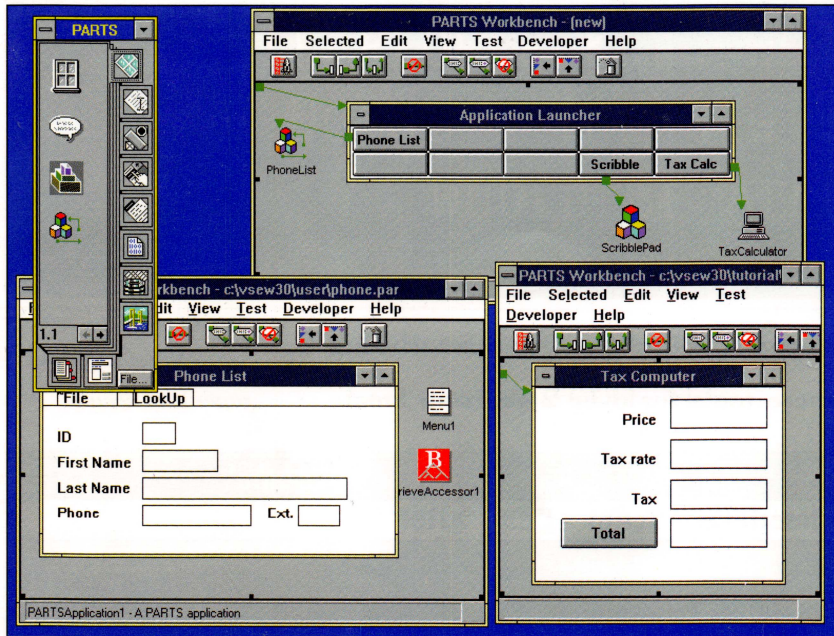 PARTS
1.1
File...
PARTS Workbench - (new)
File Selected Edit View Test Developer Help
PhoneList
Application Launcher
Phone List
Scribble Tax Calc
ScribblePad
TaxCalculator
rkbench - c:\vsew30\user\phone.par
dit View Test Developer Help
Phone List
File LookUp
ID
First Name
Last Name
Phone Ext.
Menu1
rieveAccessor1
PARTSApplication1 - A PARTS application
PARTS Workbench - c:\vsew30\tutorial\
File Selected Edit View Test
Developer Help
Tax Computer
Price
Tax rate
Tax
Total